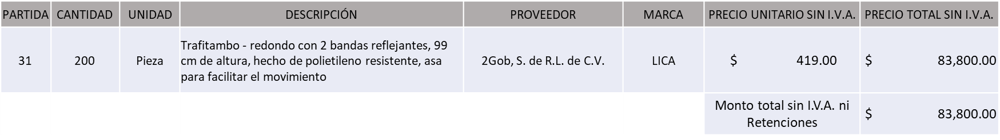 PARTIDA CANTIDAD UNIDAD DESCRIPCIÓN PROVEEDOR MARCA PRECIO UNITARIO SIN I.V.A. PRECIO TOTAL SIN I.V.A.
Trafitambo - redondo con 2 bandas reflejantes, 99
31 200 Pieza cm de altura, hecho de polietileno resistente, asa 2Gob, S. de R.L. de C.V. LICA $ 419.00 $ 83,800.00
para facilitar el movimiento
Monto total sin I.V.A. ni
Retenciones
$ 83,800.00